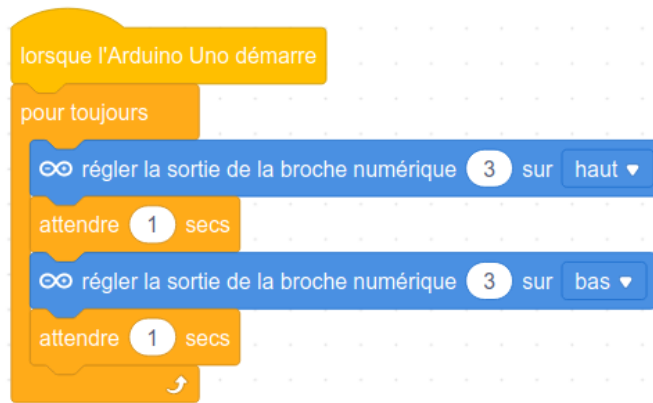 lorsque l'Arduino Uno démarre
pour toujours
régler la sortie de la broche numérique 3 sur haut
attendre 1 secs
régler la sortie de la broche numérique 3 sur bas
attendre 1 secs